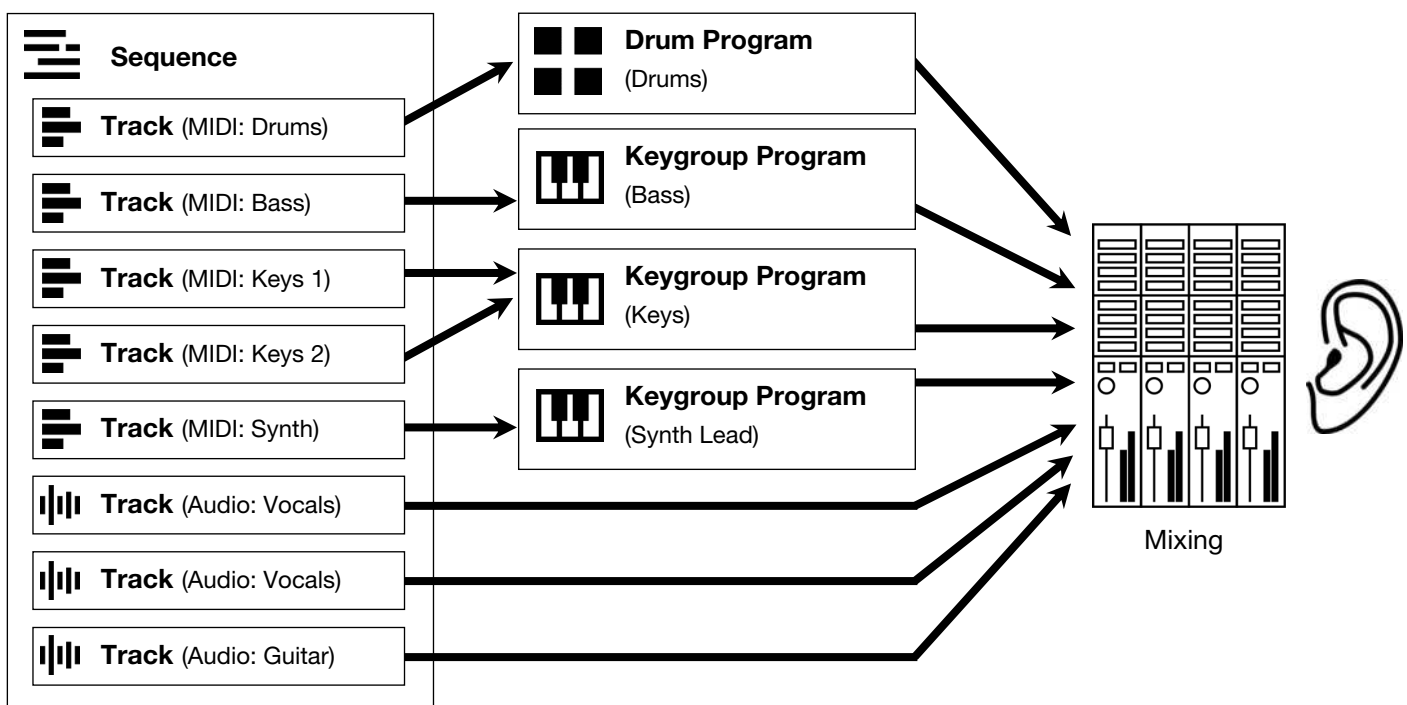 Sequence
Track (MIDI: Drums)
Track (MIDI: Bass)
Track (MIDI: Keys 1)
Track (MIDI: Keys 2)
Track (MIDI: Synth)
Track (Audio: Vocals)
Track (Audio: Vocals)
Track (Audio: Guitar)
Drum Program
(Drums)
Keygroup Program
(Bass)
Keygroup Program
(Keys)
Keygroup Program
(Synth Lead)
Mixing